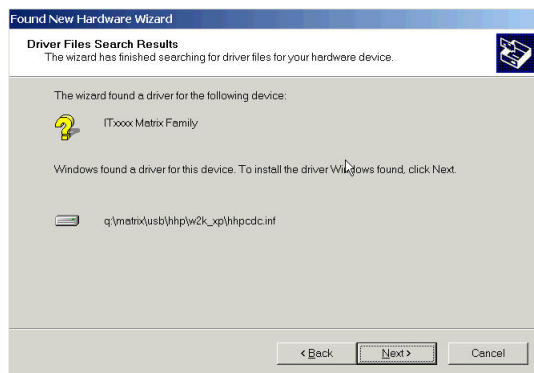 Found New Hardware Wizard
Driver Files Search Results
The wizard has finished searching for driver files for your hardware device.
The wizard found a driver for the following device:
ITxxxx Matrix Family
Windows found a driver for this device. To install the driver Windows found, click Next.
q:\matrix\usb\hhp\w2k_xp\hhpcdc.inf
< Back
Next >
Cancel